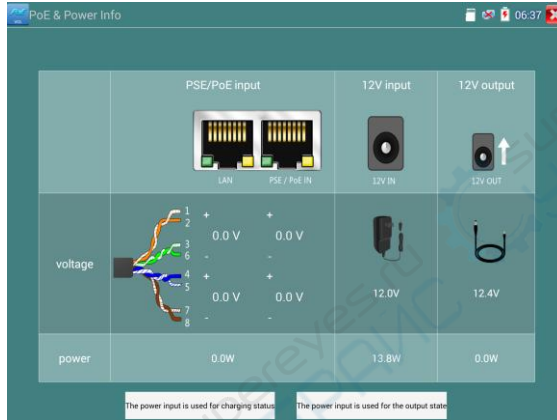 PoE & Power Info
06:37
PSE/PoE input
12V input
12V output
LAN
PSE / PoE IN
12V IN
12V OUT
voltage
1 + +
2
0.0 V 0.0 V
3
6 - -
4 + +
5
0.0 V 0.0 V
7
8 - -
12.0V
12.4V
power
0.0W
13.8W
0.0W
The power input is used for charging status
The power input is used for the output state